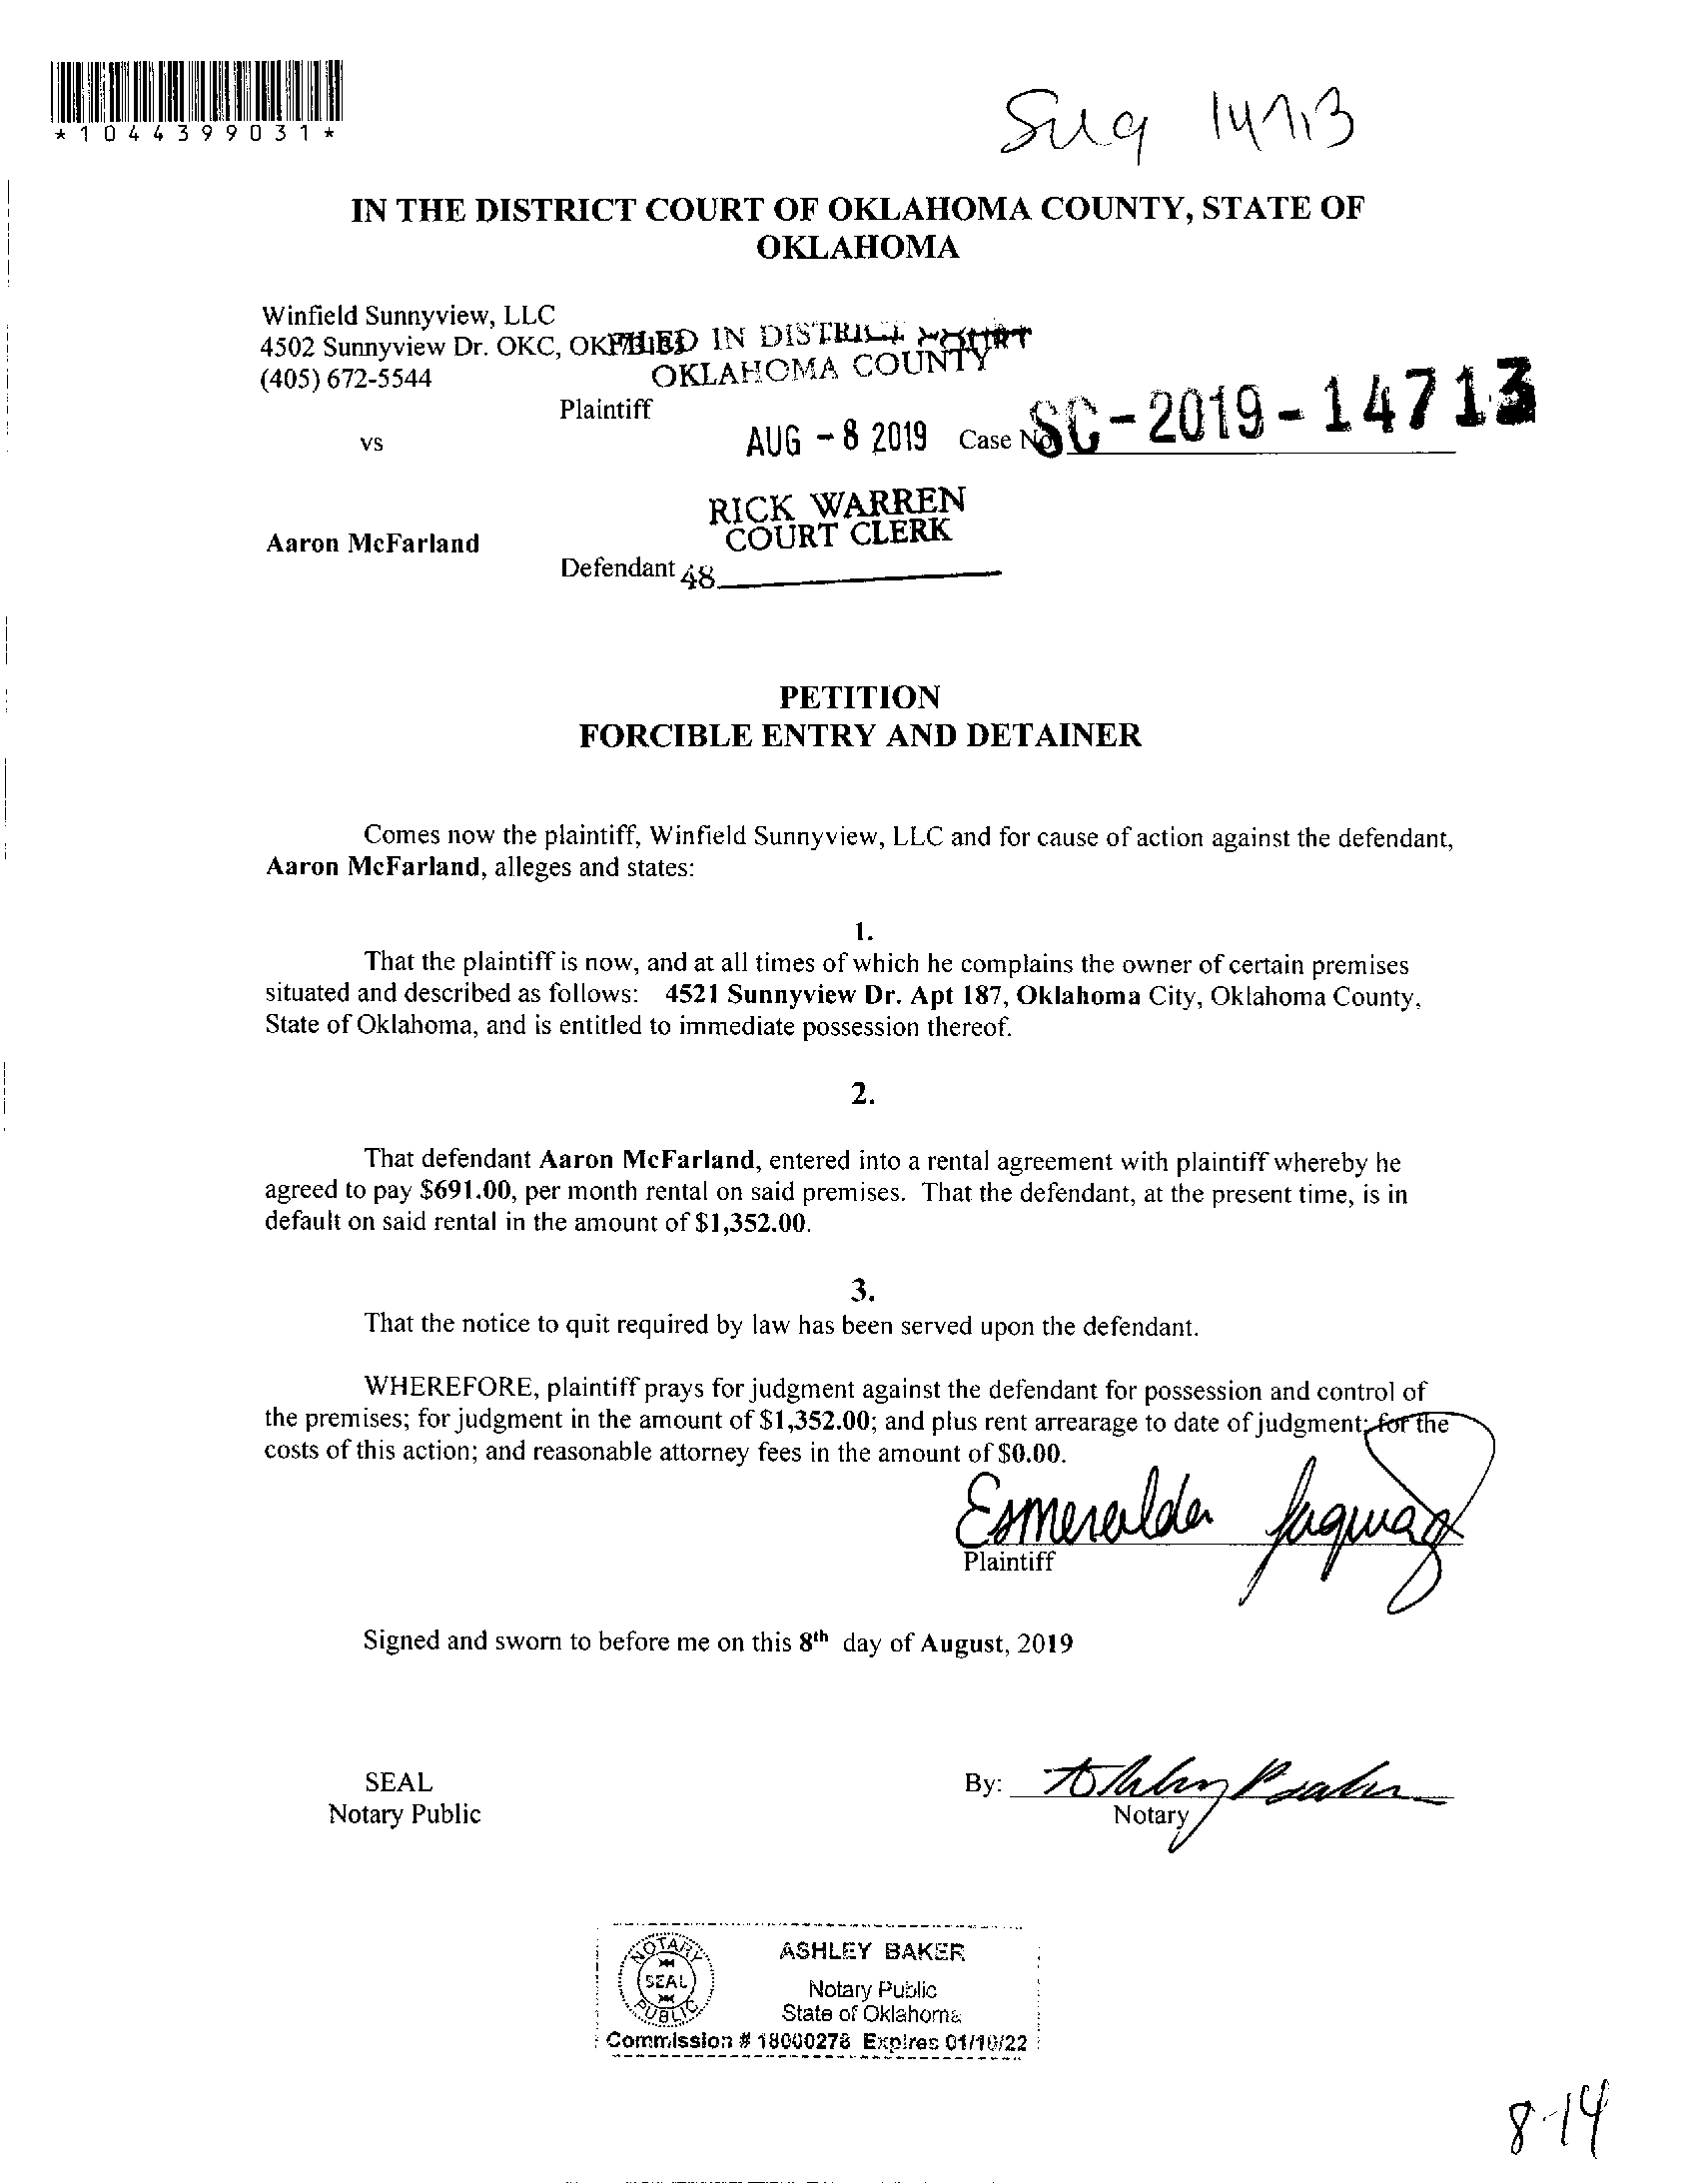 *1044399031*
14713
IN THE DISTRICT COURT OF OKLAHOMA COUNTY, STATE OF
OKLAHOMA
Winfield Sunnyview, LLC
4502 Sunnyview Dr. OKC, OK
FILED IN DISTRICT COURT
(405) 672-5544
OKLAHOMA COUNTY
Plaintiff
vs
AUG - 8 2019
Case No. SC-2019-14713
RICK WARREN
COURT CLERK
Aaron McFarland
Defendant 48
PETITION
FORCIBLE ENTRY AND DETAINER
Comes now the plaintiff, Winfield Sunnyview, LLC and for cause of action against the defendant,
Aaron McFarland, alleges and states:
1.
That the plaintiff is now, and at all times of which he complains the owner of certain premises
situated and described as follows: 4521 Sunnyview Dr. Apt 187, Oklahoma City, Oklahoma County,
State of Oklahoma, and is entitled to immediate possession thereof.
2.
That defendant Aaron McFarland, entered into a rental agreement with plaintiff whereby he
agreed to pay $691.00, per month rental on said premises. That the defendant, at the present time, is in
default on said rental in the amount of $1,352.00.
3.
That the notice to quit required by law has been served upon the defendant.
WHEREFORE, plaintiff prays for judgment against the defendant for possession and control of
the premises; for judgment in the amount of $1,352.00; and plus rent arrearage to date of judgment; for the
costs of this action; and reasonable attorney fees in the amount of $0.00.
Esmeralda
Plaintiff
Signed and sworn to before me on this 8th day of August, 2019
SEAL
By: Ashley Baker
Notary Public
Notary
NOTARY
SEAL
PUBLIC
ASHLEY BAKER
Notary Public
State of Oklahoma
Commission # 18000278 Expires 01/10/22
8-14